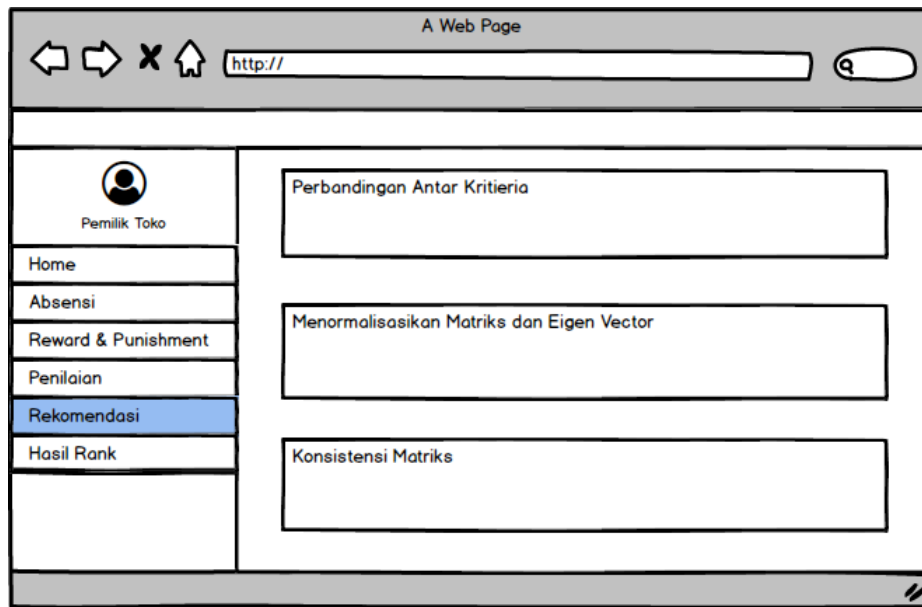 A Web Page
http://
Pemilik Toko
Home
Absensi
Reward & Punishment
Penilaian
Rekomendasi
Hasil Rank
Perbandingan Antar Kritieria
Menormalisasikan Matriks dan Eigen Vector
Konsistensi Matriks